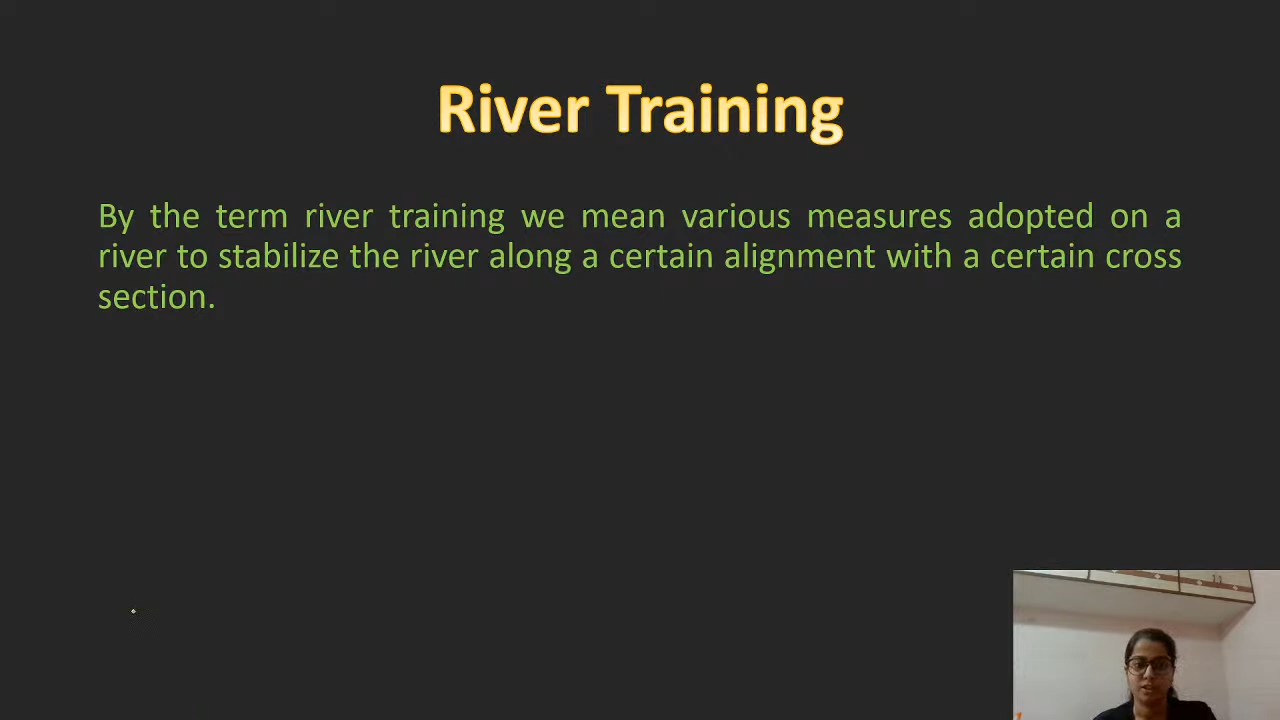 River Training
By the term river training we mean various measures adopted on a
river to stabilize the river along a certain alignment with a certain cross
section.